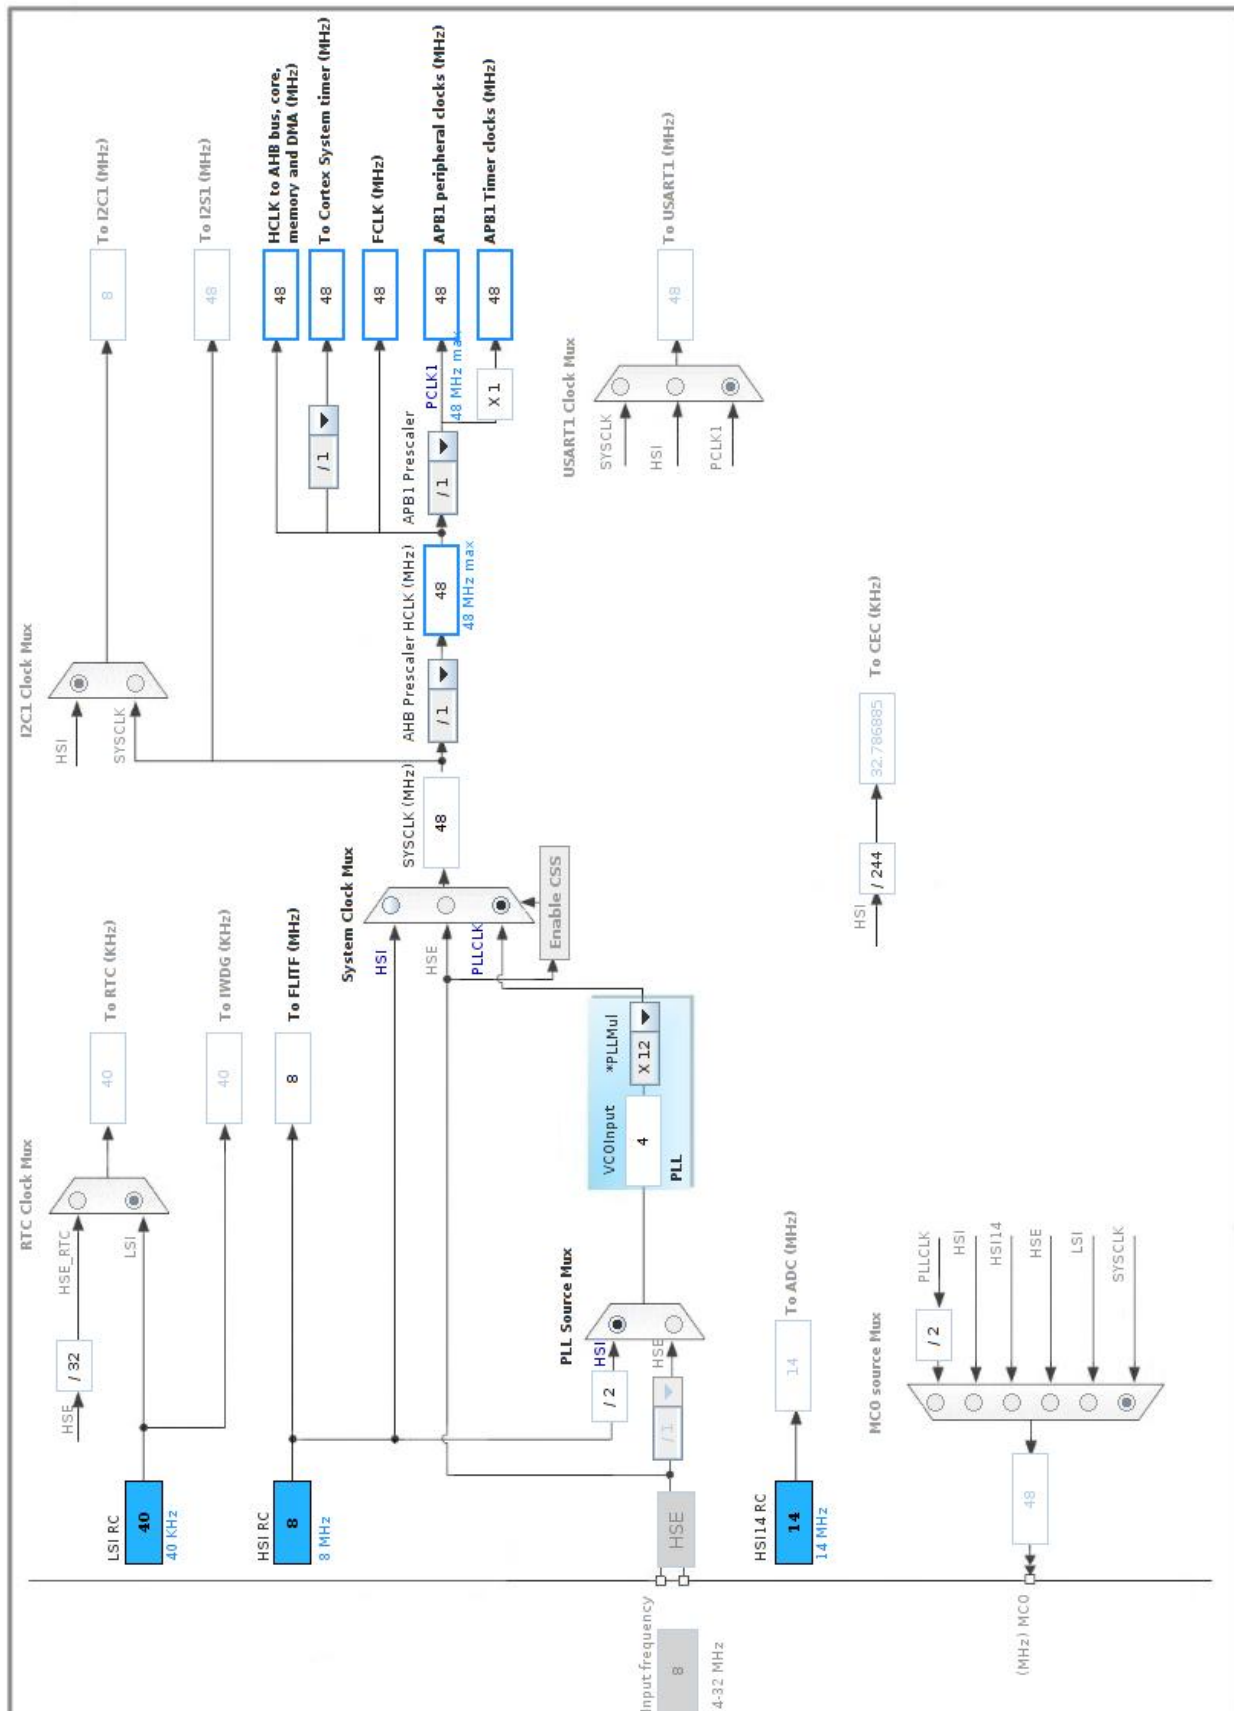 RTC Clock Mux
HSE
/ 32
HSE_RTC
LSI
40
To RTC (KHz)
LSI RC
40
40 KHz
40
To IWDG (KHz)
HSI RC
8
8 MHz
8
To FLITF (MHz)
I2C1 Clock Mux
HSI
SYSCLK
8
To I2C1 (MHz)
48
To I2S1 (MHz)
System Clock Mux
HSI
HSE
PLLCLK
Enable CSS
SYSCLK (MHz)
48
AHB Prescaler
/ 1
HCLK (MHz)
48
48 MHz max
/ 1
APB1 Prescaler
/ 1
PCLK1
48 MHz max
X 1
48
HCLK to AHB bus, core,
memory and DMA (MHz)
48
To Cortex System timer (MHz)
48
FCLK (MHz)
48
APB1 peripheral clocks (MHz)
48
APB1 Timer clocks (MHz)
PLL Source Mux
/ 2
HSI
HSE
/ 1
HSE
Input frequency
8
4-32 MHz
VCOInput
4
*PLLMul
X 12
PLL
USART1 Clock Mux
SYSCLK
HSI
PCLK1
48
To USART1 (MHz)
HSI14 RC
14
14 MHz
14
To ADC (MHz)
HSI
/ 244
32.786885
To CEC (KHz)
MCO source Mux
/ 2
PLLCLK
HSI
HSI14
HSE
LSI
SYSCLK
48
(MHz) MCO